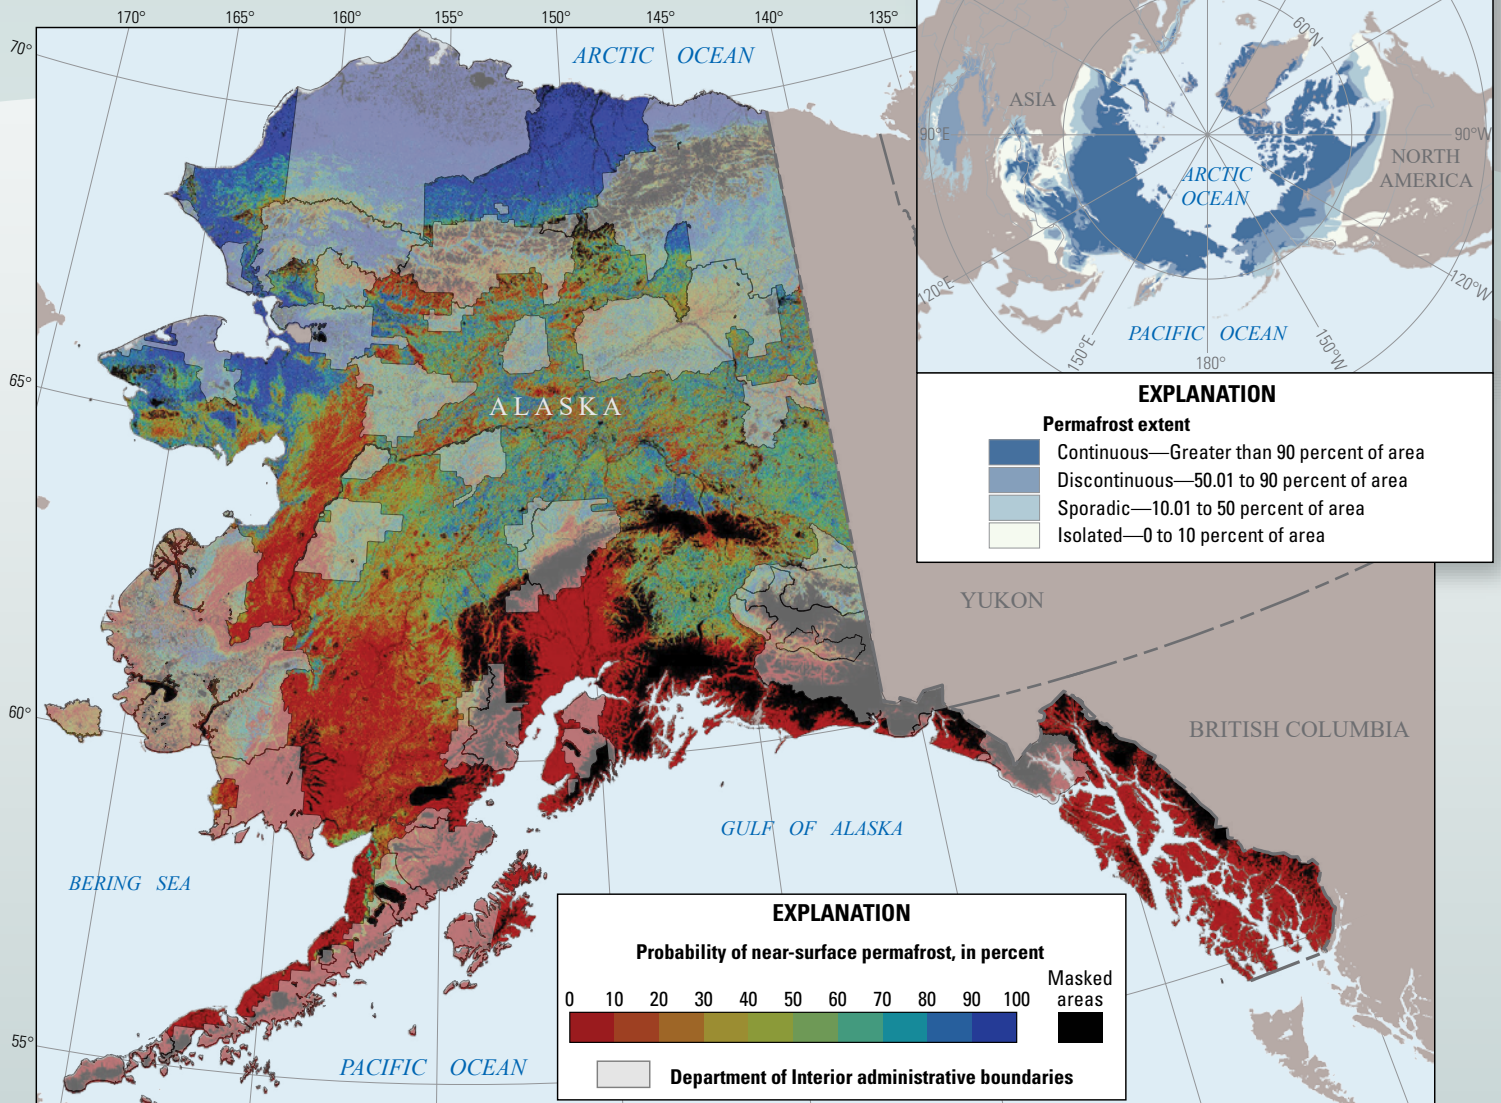 170°
165°
160°
155°
150°
145°
140°
135°
70°
65°
60°
55°
ARCTIC OCEAN
ALASKA
YUKON
BRITISH COLUMBIA
GULF OF ALASKA
BERING SEA
PACIFIC OCEAN
60°N
ASIA
90°E
90°W
NORTH
AMERICA
ARCTIC
OCEAN
120°E
120°W
PACIFIC OCEAN
150°E
150°W
180°
EXPLANATION
Permafrost extent
Continuous—Greater than 90 percent of area
Discontinuous—50.01 to 90 percent of area
Sporadic—10.01 to 50 percent of area
Isolated—0 to 10 percent of area
EXPLANATION
Probability of near-surface permafrost, in percent
Masked
areas
0 10 20 30 40 50 60 70 80 90 100
Department of Interior administrative boundaries